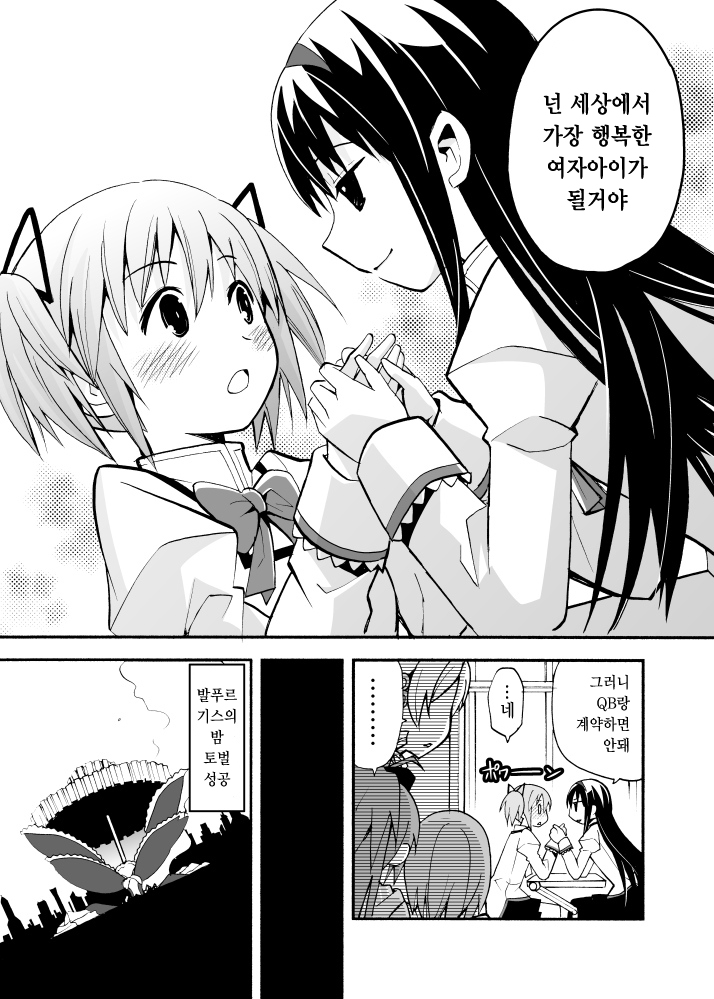 넌 세상에서
가장 행복한
여자아이가
될거야
그러니
QB랑
계약하면
안돼
…네
ポワーン
………
발푸르
기스의
밤
토벌
성공